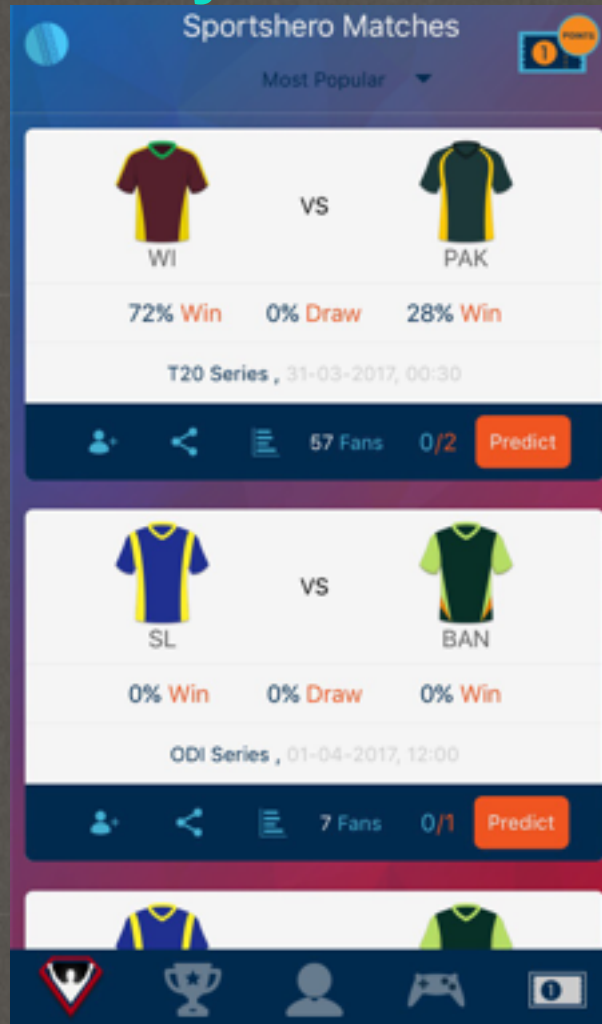 Sportshero Matches
POINTS
1
Most Popular
VS
WI
PAK
72% Win 0% Draw 28% Win
T20 Series , 31-03-2017, 00:30
57 Fans 0/2 Predict
VS
SL
BAN
0% Win 0% Draw 0% Win
ODI Series , 01-04-2017, 12:00
7 Fans 0/1 Predict
1